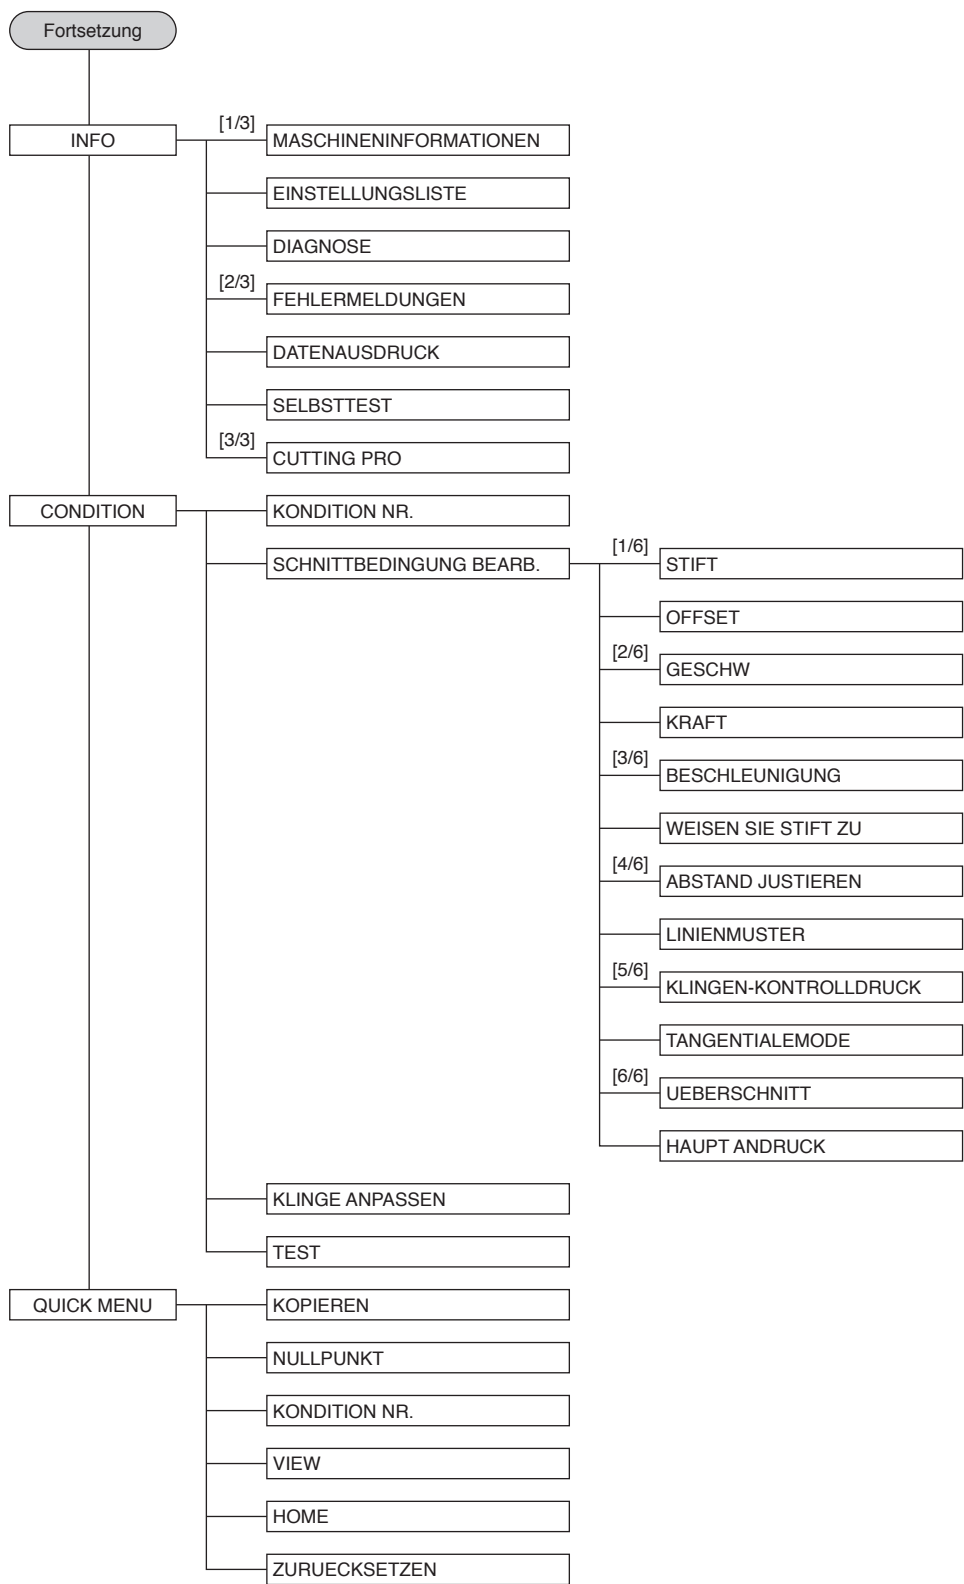 Fortsetzung
INFO
[1/3]
MASCHINENINFORMATIONEN
EINSTELLUNGSLISTE
DIAGNOSE
[2/3]
FEHLERMELDUNGEN
DATENAUSDRUCK
SELBSTTEST
[3/3]
CUTTING PRO
CONDITION
KONDITION NR.
SCHNITTBEDINGUNG BEARB.
[1/6]
STIFT
OFFSET
[2/6]
GESCHW
KRAFT
[3/6]
BESCHLEUNIGUNG
WEISEN SIE STIFT ZU
[4/6]
ABSTAND JUSTIEREN
LINIENMUSTER
[5/6]
KLINGEN-KONTROLLDRUCK
TANGENTIALEMODE
[6/6]
UEBERSCHNITT
HAUPT ANDRUCK
KLINGE ANPASSEN
TEST
QUICK MENU
KOPIEREN
NULLPUNKT
KONDITION NR.
VIEW
HOME
ZURUECKSETZEN